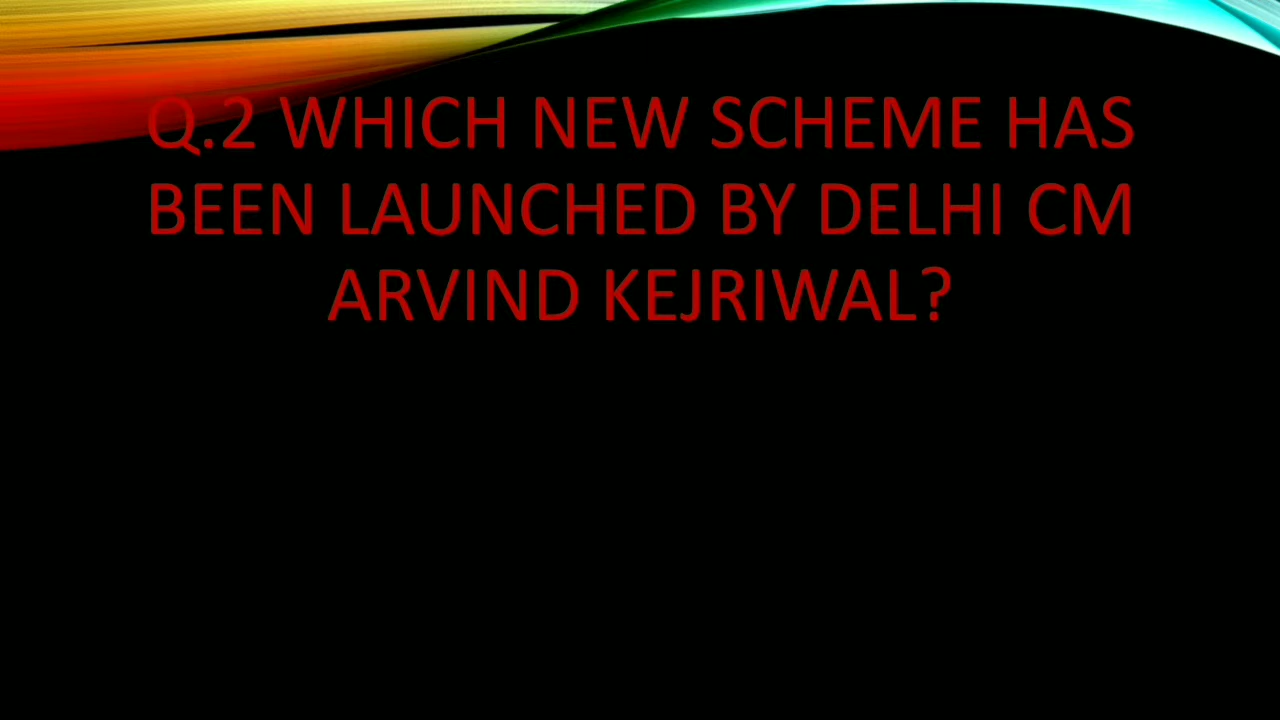 Q.2 WHICH NEW SCHEME HAS
BEEN LAUNCHED BY DELHI CM
ARVIND KEJRIWAL?